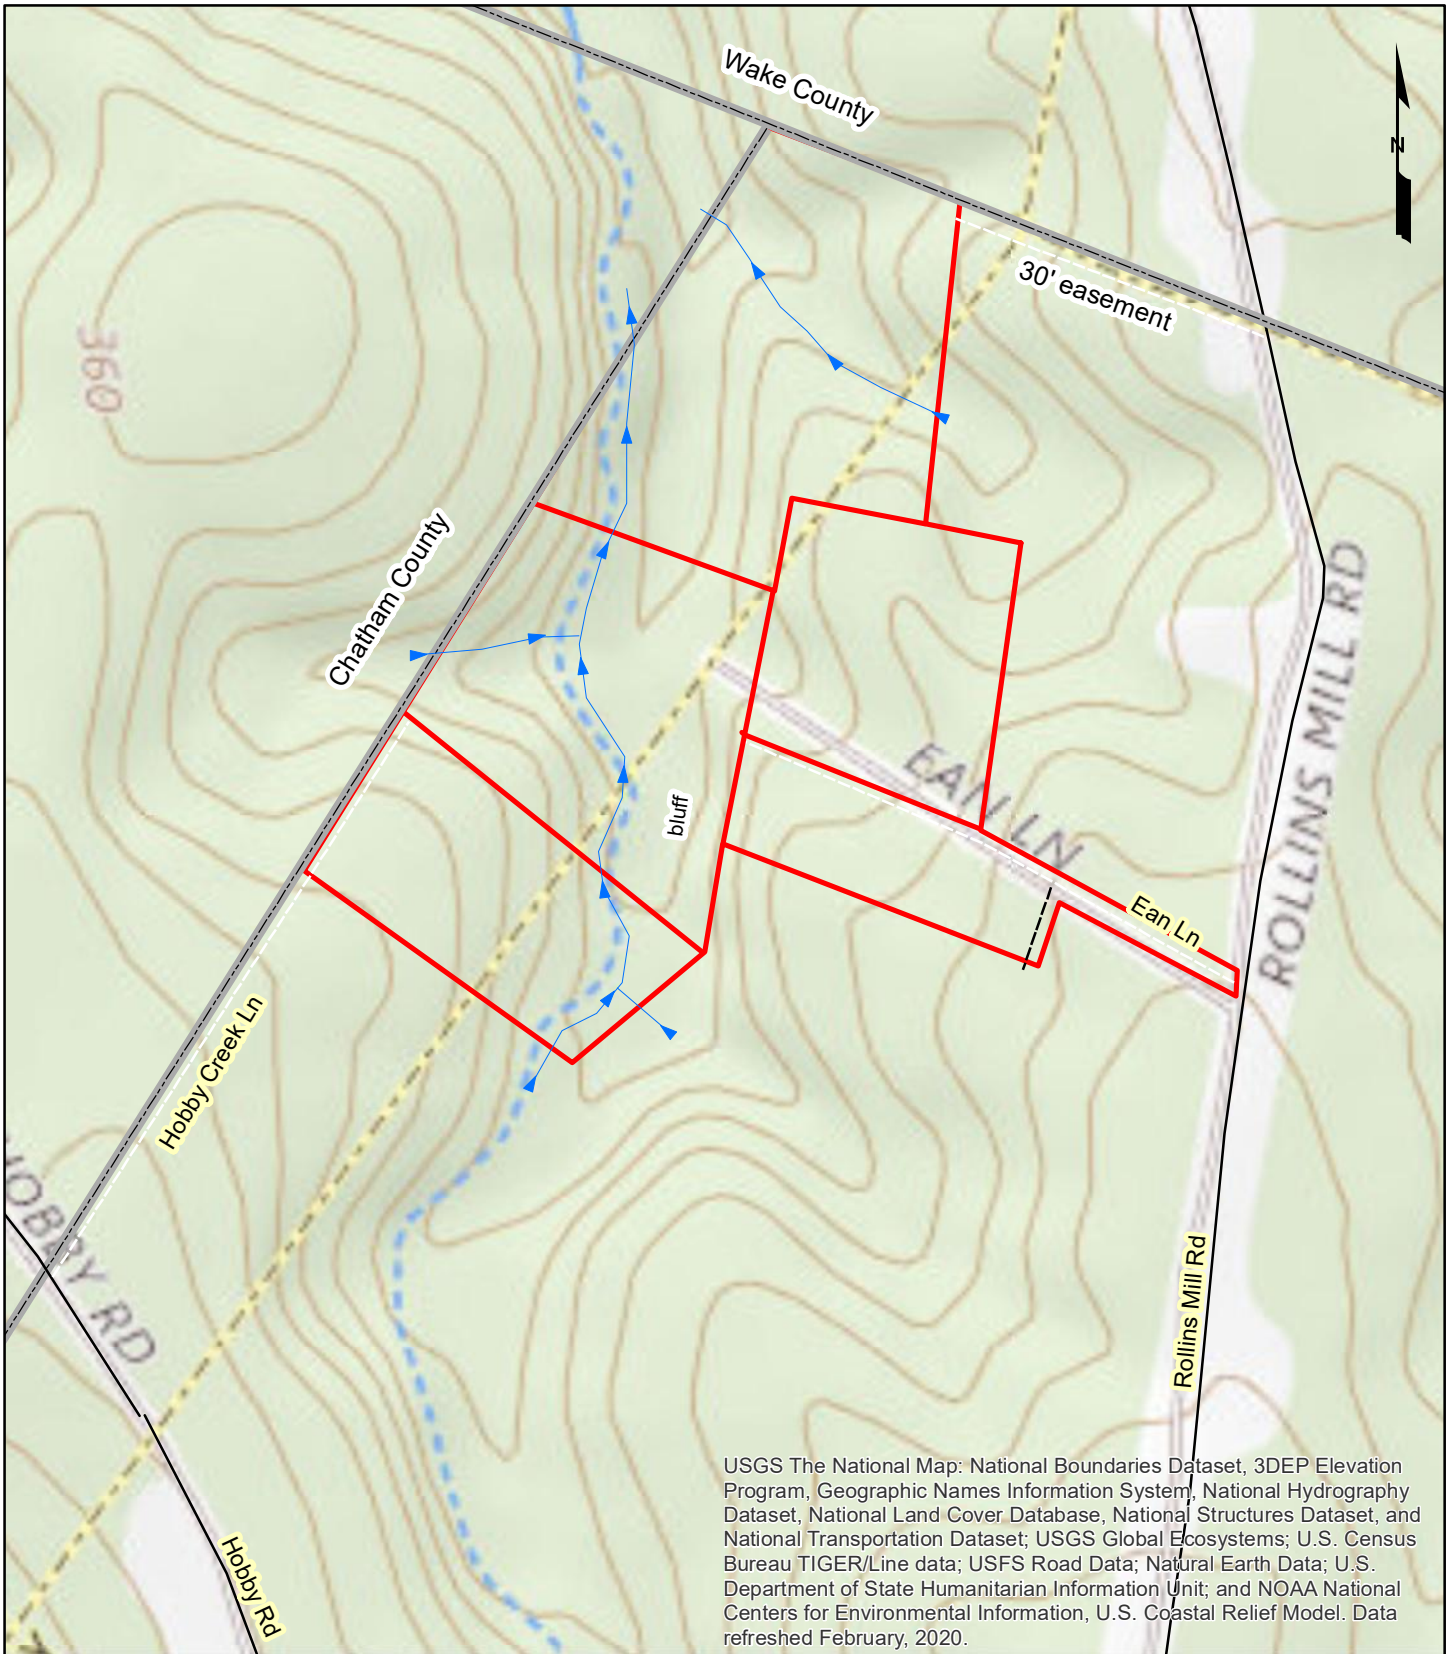 Wake County
N
30' easement
360
Chatham County
ROLLINS MILL RD
EAN LN
bluff
Ean Ln
Hobby Creek Ln
HOBBY RD
Rollins Mill Rd
Hobby Rd
USGS The National Map: National Boundaries Dataset, 3DEP Elevation
Program, Geographic Names Information System, National Hydrography
Dataset, National Land Cover Database, National Structures Dataset, and
National Transportation Dataset; USGS Global Ecosystems; U.S. Census
Bureau TIGER/Line data; USFS Road Data; Natural Earth Data; U.S.
Department of State Humanitarian Information Unit; and NOAA National
Centers for Environmental Information, U.S. Coastal Relief Model. Data
refreshed February, 2020.